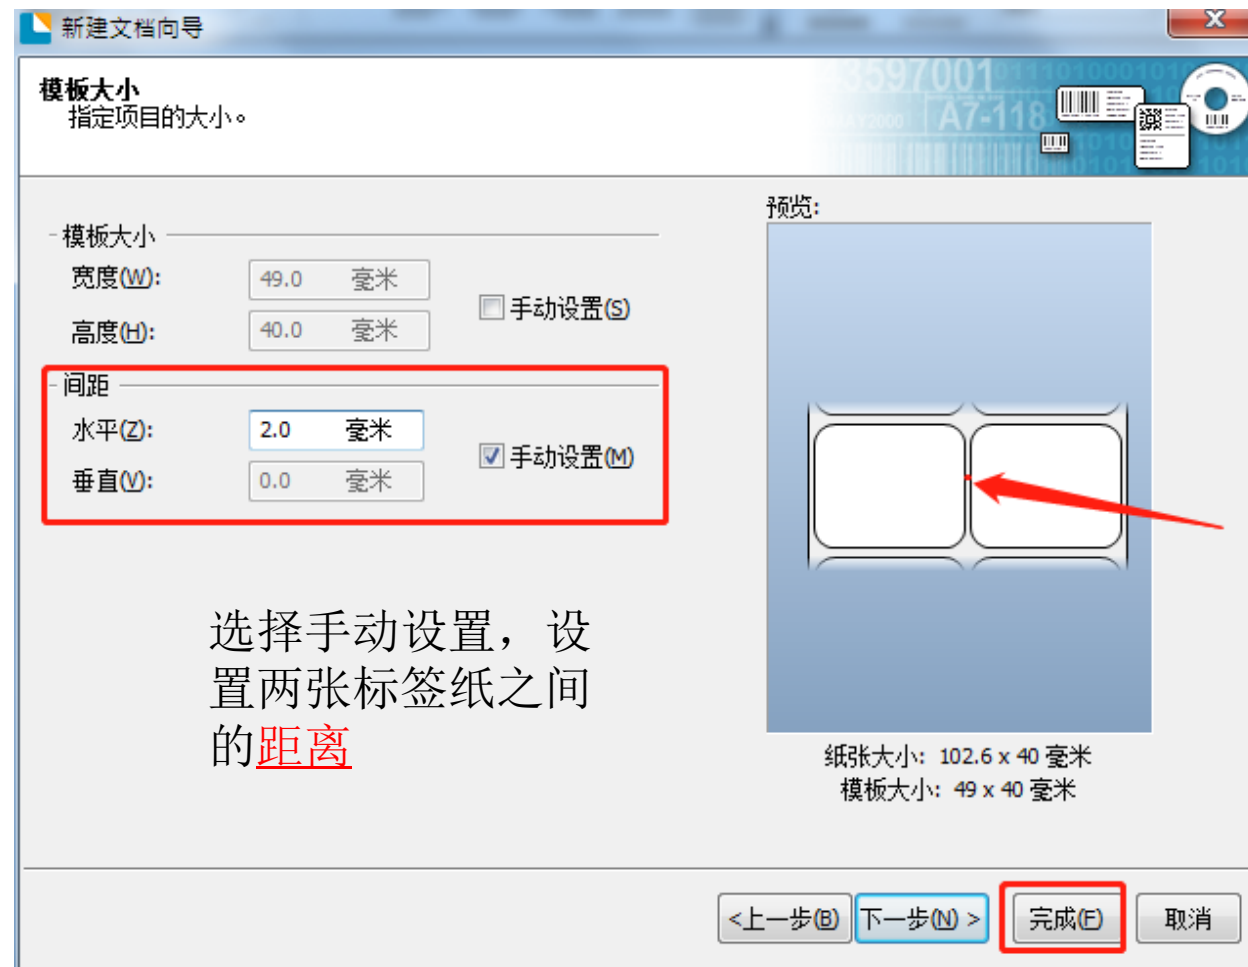 新建文档向导
模板大小
指定项目的大小。
3597001
A7-118
预览:
模板大小
宽度(W):
49.0 毫米
手动设置(S)
高度(H):
40.0 毫米
间距
水平(Z):
2.0 毫米
手动设置(M)
垂直(V):
0.0 毫米
选择手动设置，设
置两张标签纸之间
的距离
纸张大小: 102.6 x 40 毫米
模板大小: 49 x 40 毫米
<上一步(B)
下一步(N) >
完成(F)
取消